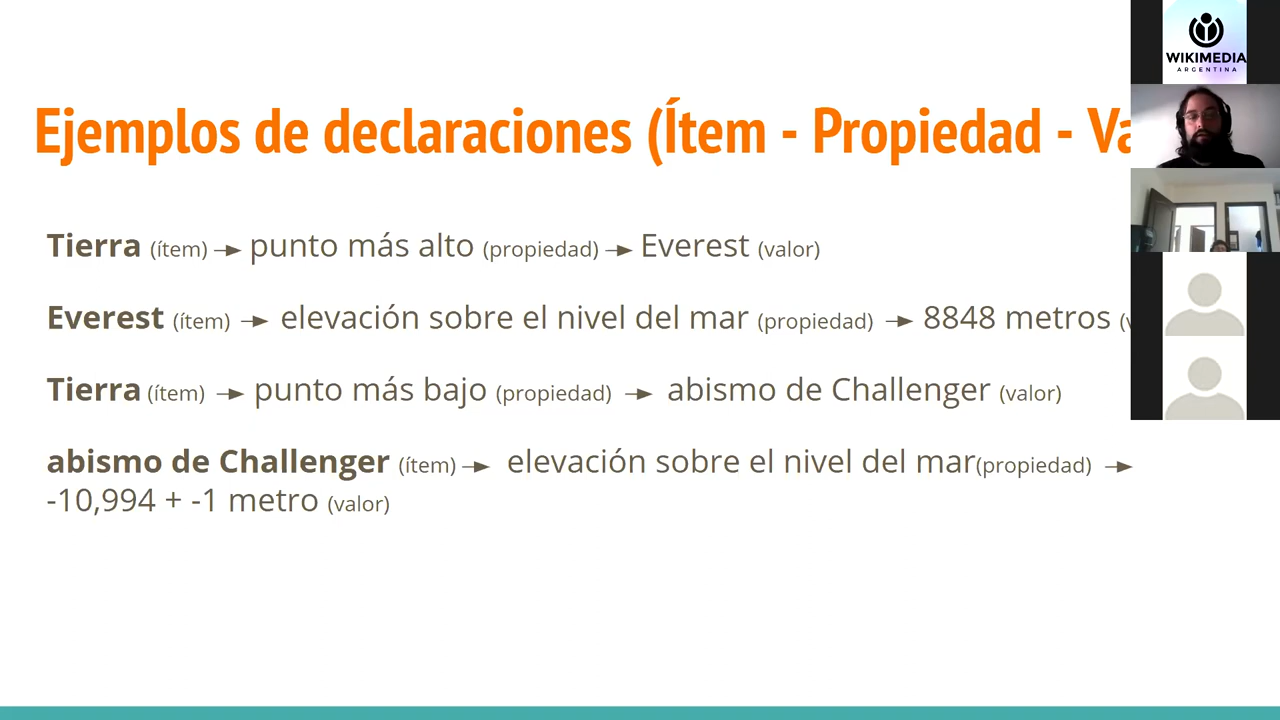 WIKIMEDIA
ARGENTINA
Ejemplos de declaraciones (Ítem - Propiedad -
Tierra (ítem) → punto más alto (propiedad) → Everest (valor)
Everest (ítem) → elevación sobre el nivel del mar (propiedad) → 8848 metros
Tierra (ítem) → punto más bajo (propiedad) → abismo de Challenger (valor)
abismo de Challenger (ítem) → elevación sobre el nivel del mar(propiedad) →
-10,994 + -1 metro (valor)